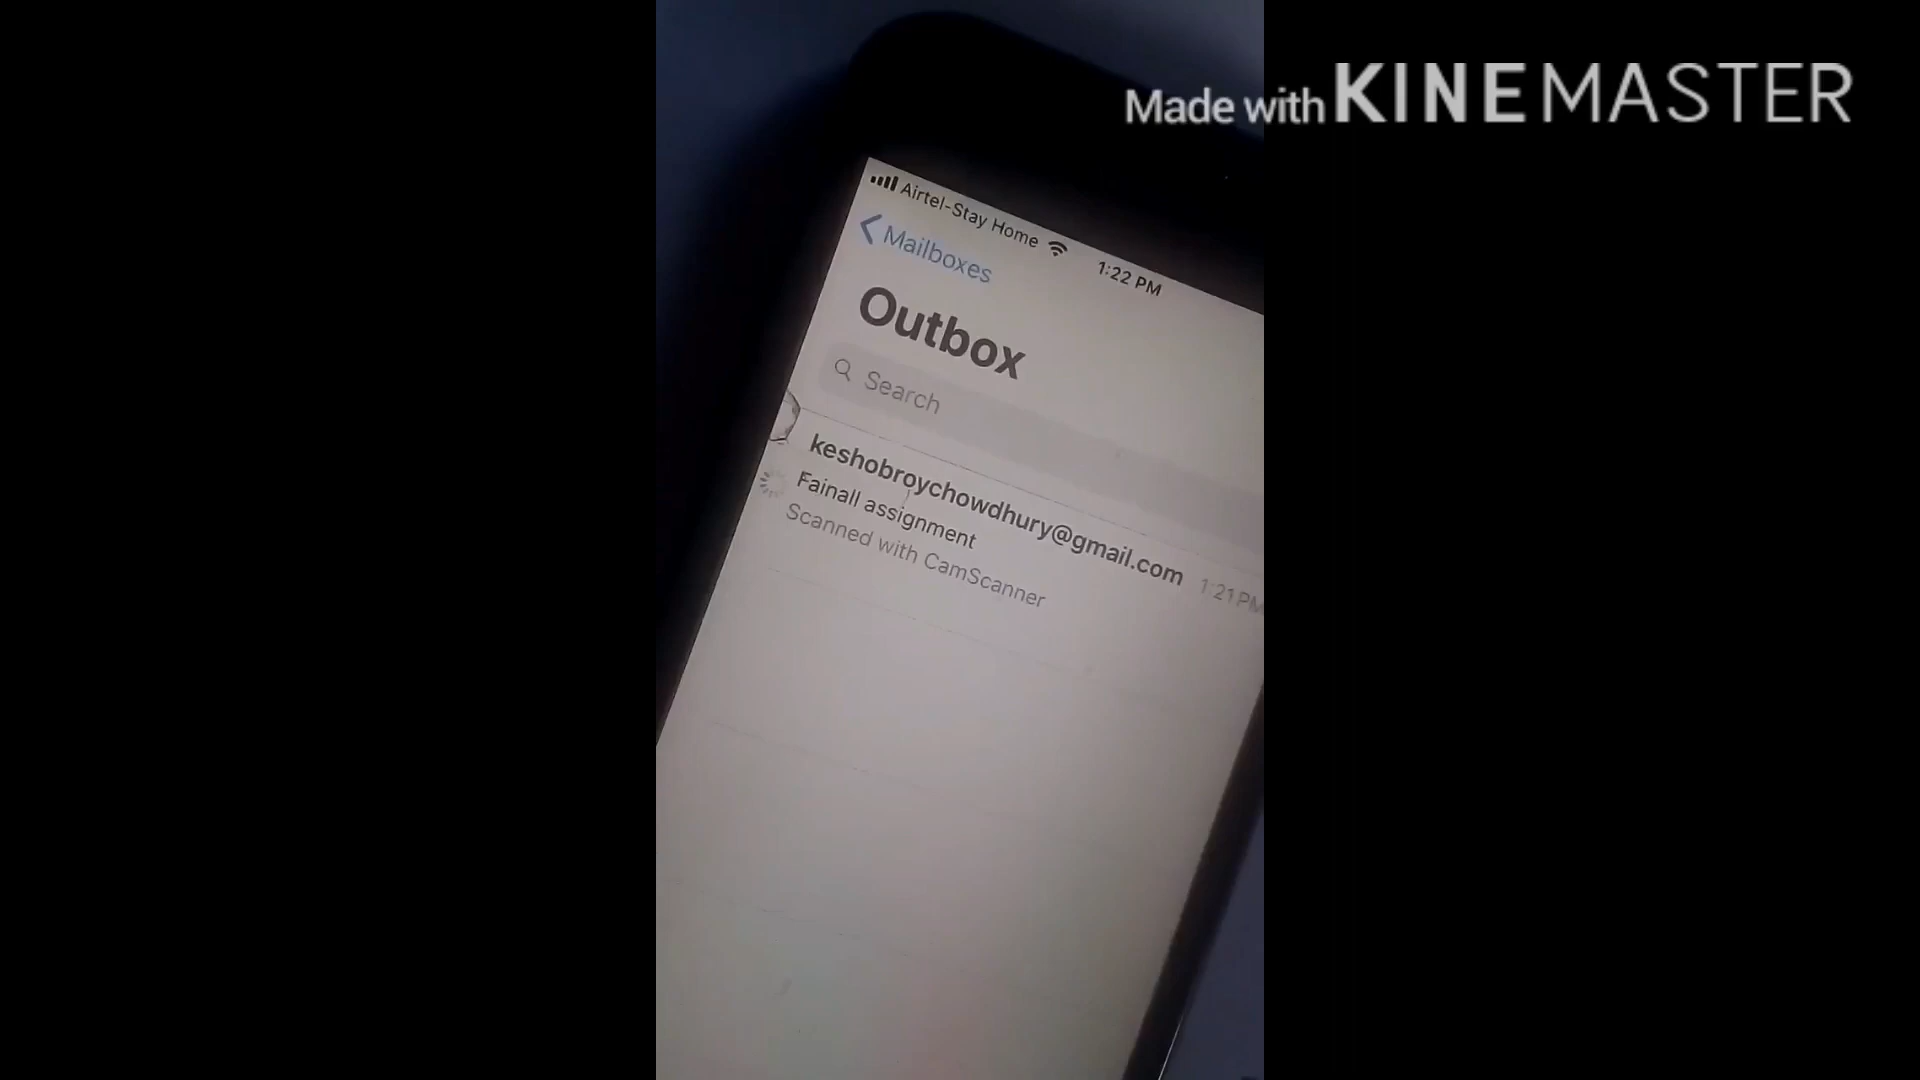 Made with KINEMASTER
Airtel-Stay Home 1:22 PM
Mailboxes
Outbox
Search
keshobroychowdhury@gmail.com 1:21 PM
Fainall assignment
Scanned with CamScanner